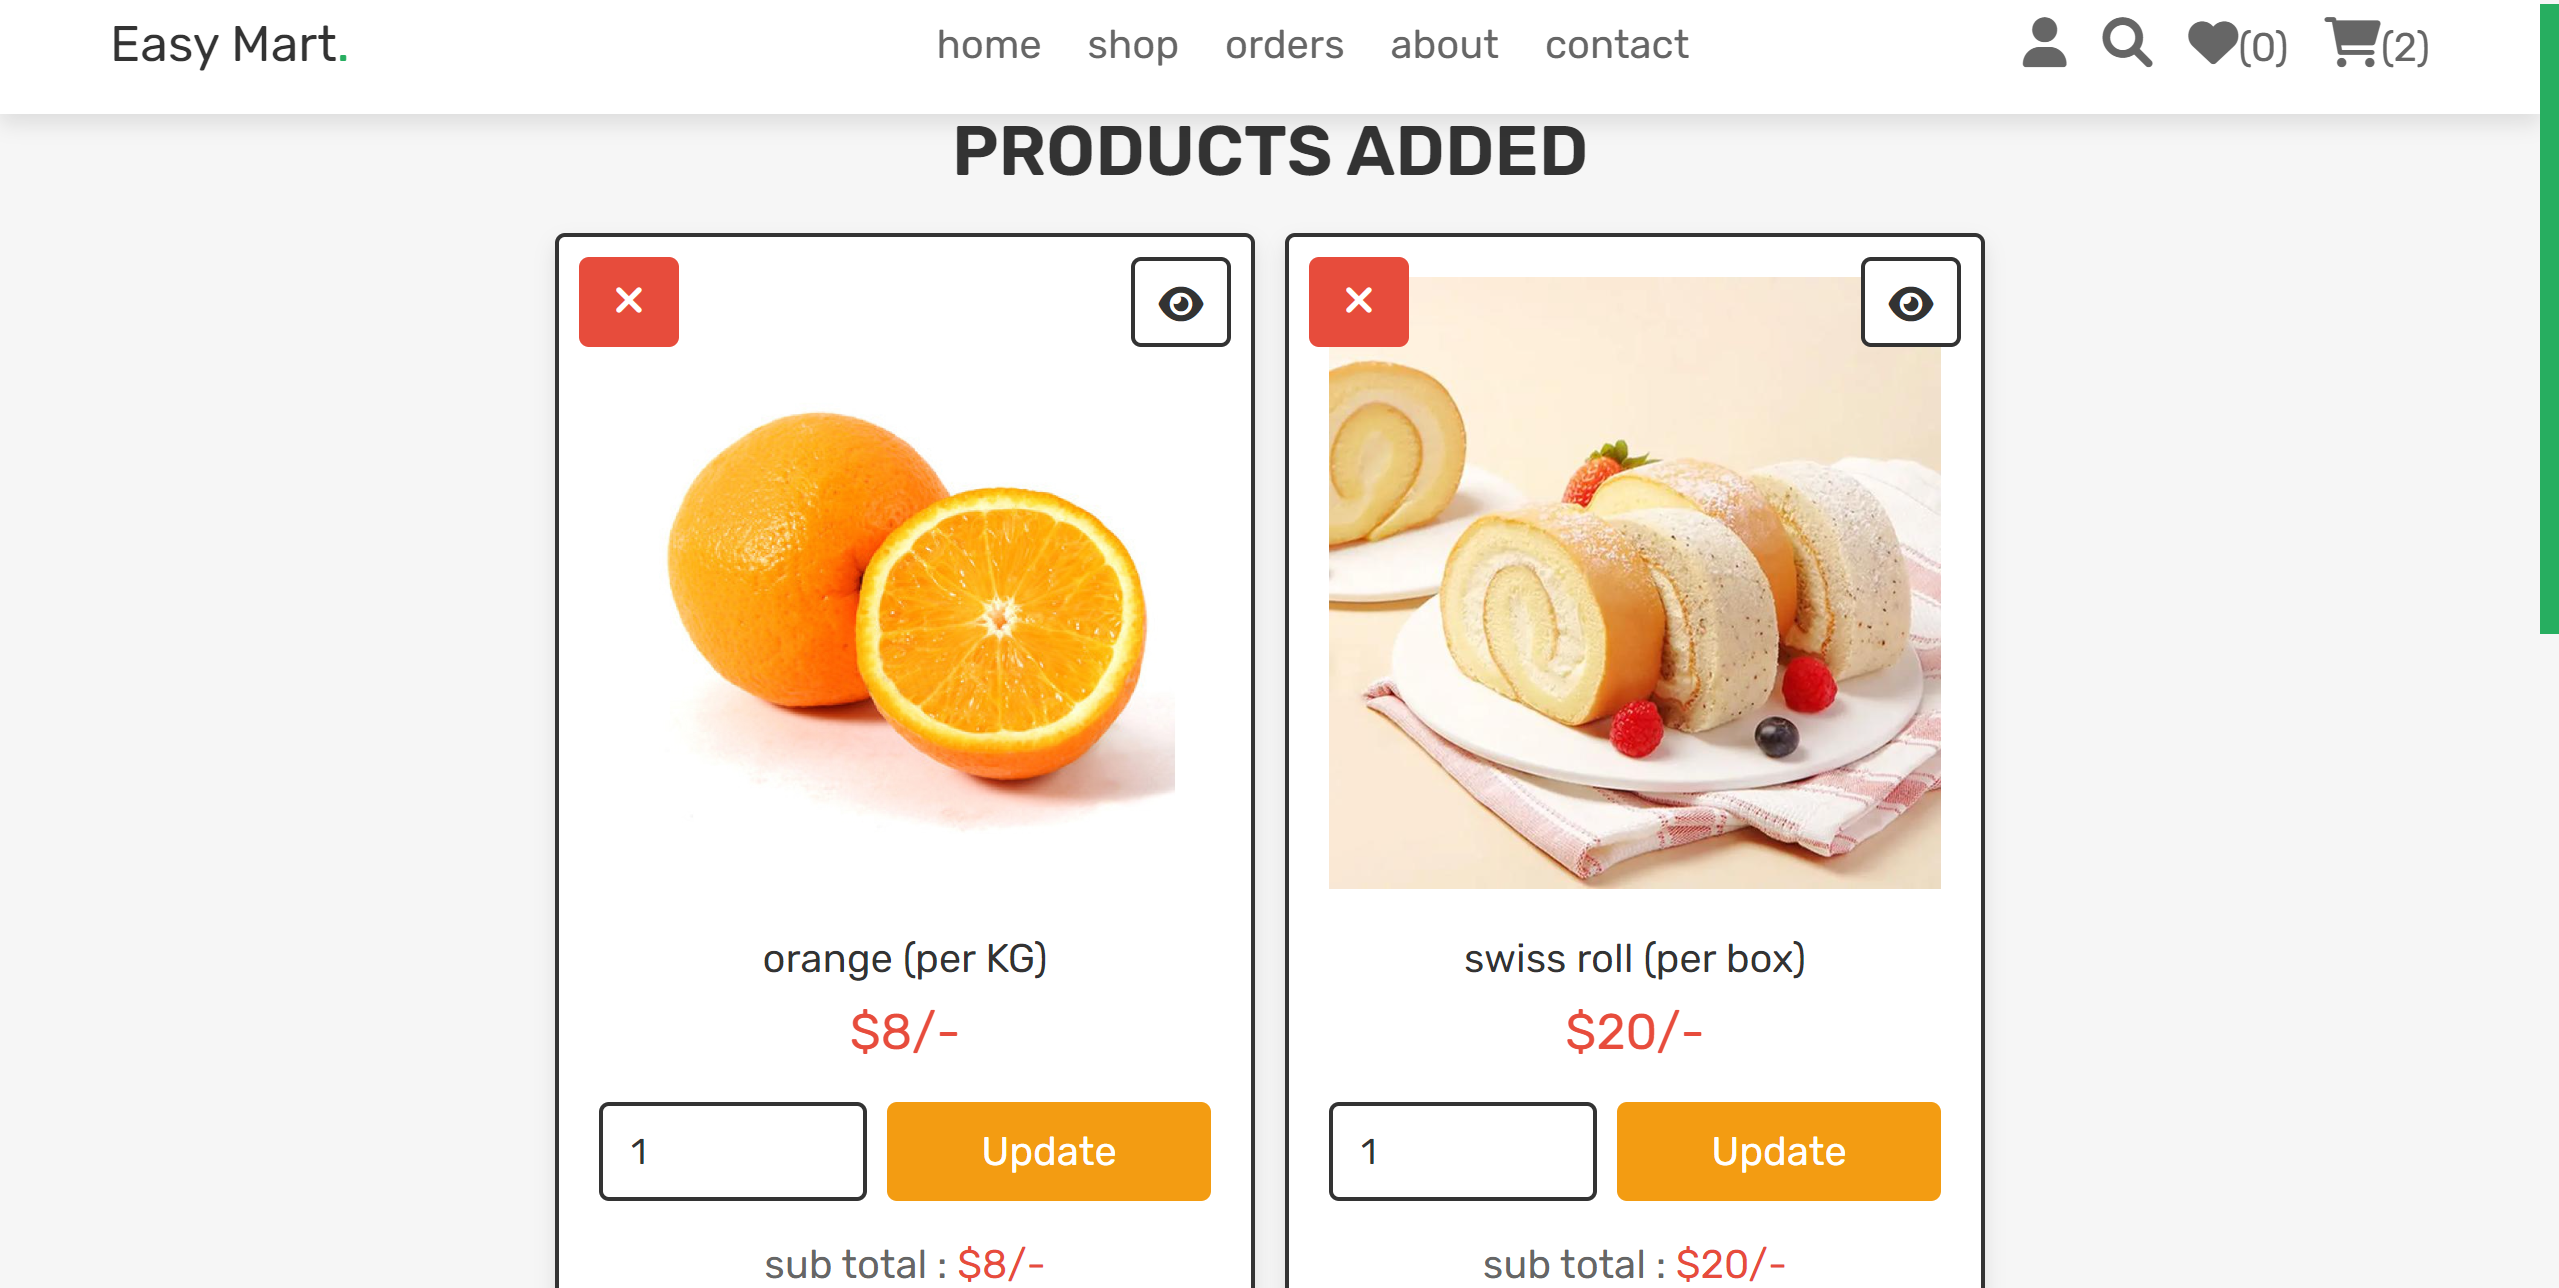 Easy Mart.
home shop orders about contact
(0) (2)
PRODUCTS ADDED
orange (per KG)
$8/-
1 Update
sub total : $8/-
swiss roll (per box)
$20/-
1 Update
sub total : $20/-